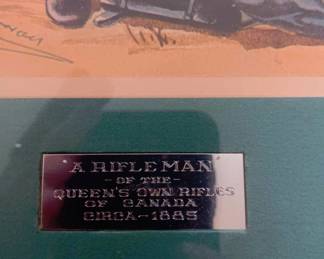 A RIFLEMAN
- OF THE -
QUEEN'S OWN RIFLES
OF CANADA
CIRCA-1885